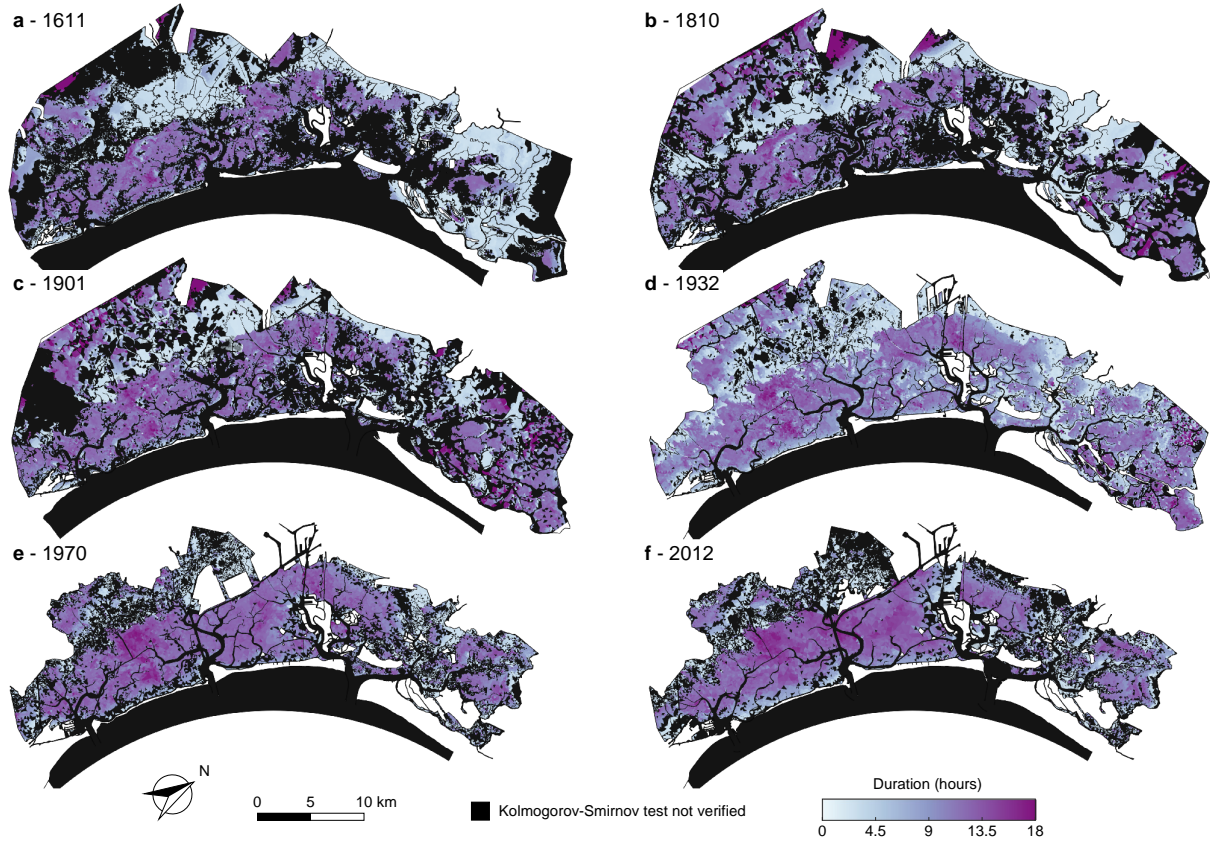 a - 1611
b - 1810
c - 1901
d - 1932
e - 1970
f - 2012
N
0 5 10 km
Kolmogorov-Smirnov test not verified
Duration (hours)
0 4.5 9 13.5 18